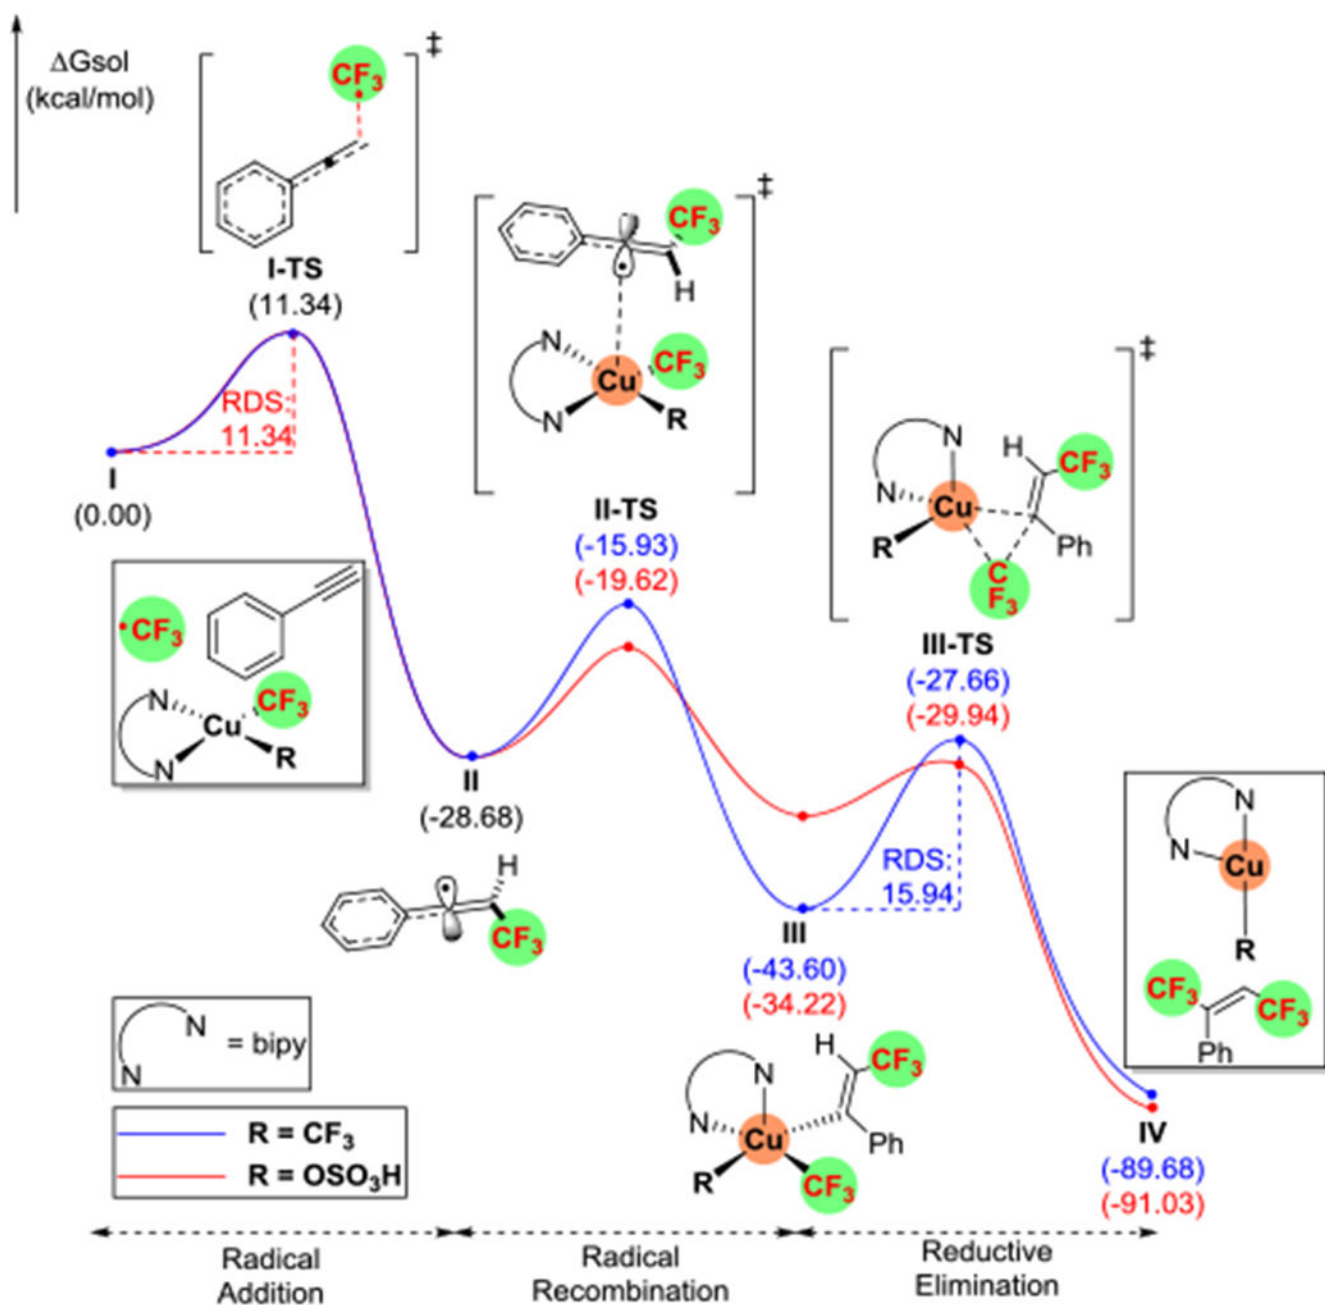 ΔGsol
(kcal/mol)
CF3
‡
I-TS
(11.34)
RDS:
11.34
I
(0.00)
CF3
H
N
N
Cu
CF3
R
‡
II-TS
(-15.93)
(-19.62)
N
N
Cu
R
H
CF3
Ph
C
F3
‡
III-TS
(-27.66)
(-29.94)
•CF3
N
N
Cu
CF3
R
II
(-28.68)
H
CF3
RDS:
15.94
III
(-43.60)
(-34.22)
N
N
Cu
R
CF3
H
CF3
Ph
N
N
Cu
R
CF3
CF3
Ph
IV
(-89.68)
(-91.03)
N
N
= bipy
R = CF3
R = OSO3H
Radical
Addition
Radical
Recombination
Reductive
Elimination